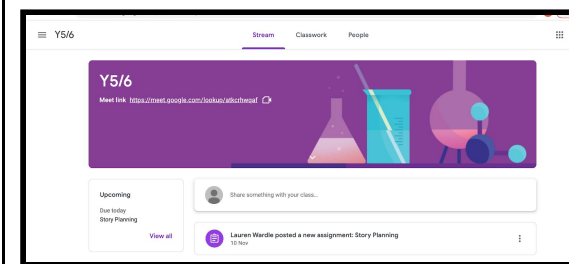 Y5/6
Stream Classwork People
Y5/6
Meet link https://meet.google.com/lookup/atkcrhwqaf
Upcoming
Due today
Story Planning
View all
Share something with your class...
Lauren Wardle posted a new assignment: Story Planning
10 Nov